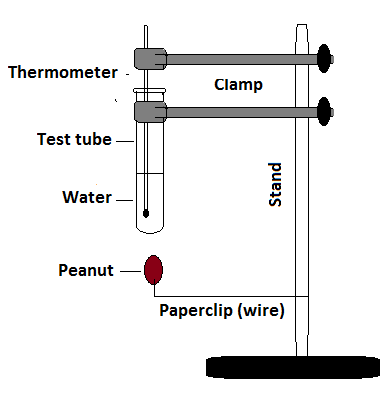 Thermometer
Clamp
Test tube
Water
Stand
Peanut
Paperclip (wire)